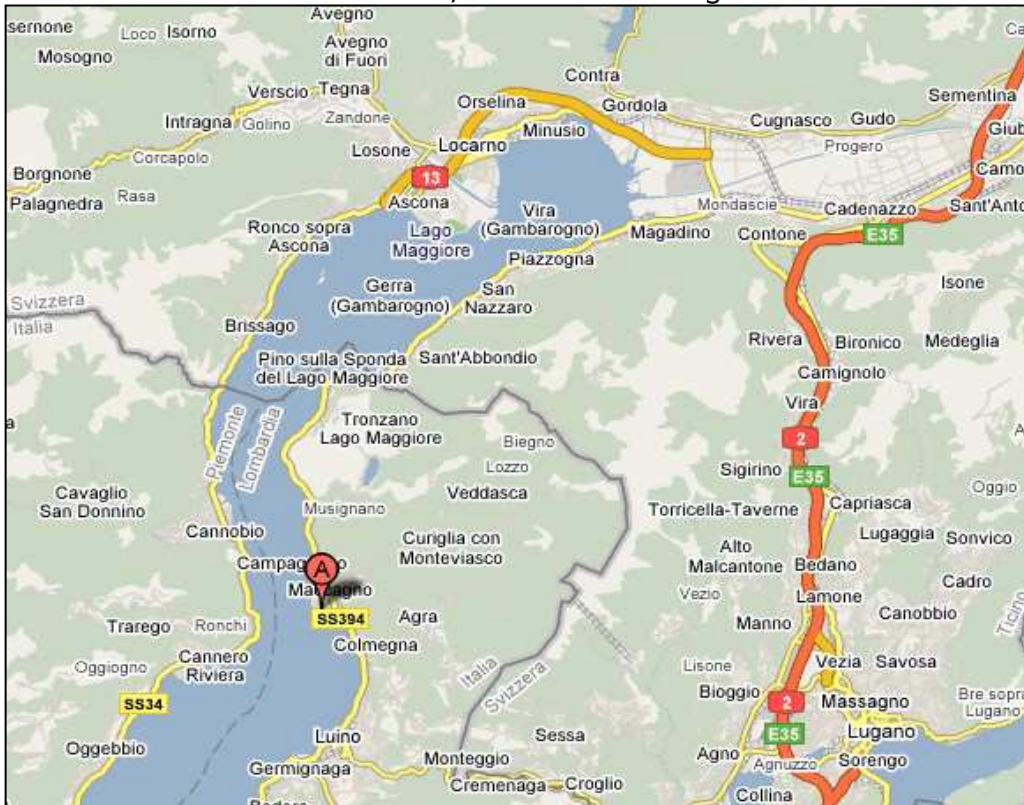 Avegno
sernone
Loco Isorno
Mosogno
Avegno
di Fuori
Contra
Verscio Tegna
Orselina
Gordola
Sementina
Intragna
Golino
Zandone
Minusio
Cugnasco
Gudo
Losone
Locarno
Progero
Corcapolo
Borgnone
13
Palagnedra
Rasa
Ascona
Mondascie
Cadenazzo
Sant'Anto
Vira
(Gambarogno)
Ronco sopra
Ascona
Lago
Maggiore
Magadino
Contone
E35
Piazzogna
Gerra
(Gambarogno)
San
Nazzaro
Isone
Svizzera
Italia
Brissago
Rivera
Bironico
Medeglia
Pino sulla Sponda
del Lago Maggiore
Sant'Abbondio
Camignolo
Vira
Tronzano
Lago Maggiore
Piemonte
Lombardia
Biegno
2
Lozzo
Sigirino
E35
Veddasca
Oggio
Cavaglio
San Donnino
Musignano
Torricella-Taverne
Capriasca
Cannobio
Curiglia con
Monteviasco
Lugaggia
Sonvico
Alto
Malcantone
Bedano
A
Cadro
Vezio
Lamone
SS394
Agra
Canobbio
Ticino
Trarego
Ronchi
Manno
Colmegna
Cannero
Riviera
Oggiogno
Italia
Svizzera
Lisone
Vezia
Savosa
Bioggio
2
Massagno
Bre sopra
Lugano
SS34
E35
Lugano
Oggebbio
Luino
Sessa
Agno
Agnuzzo
Sorengo
Germignaga
Monteggio
Cremenaga
Croglio
Collina